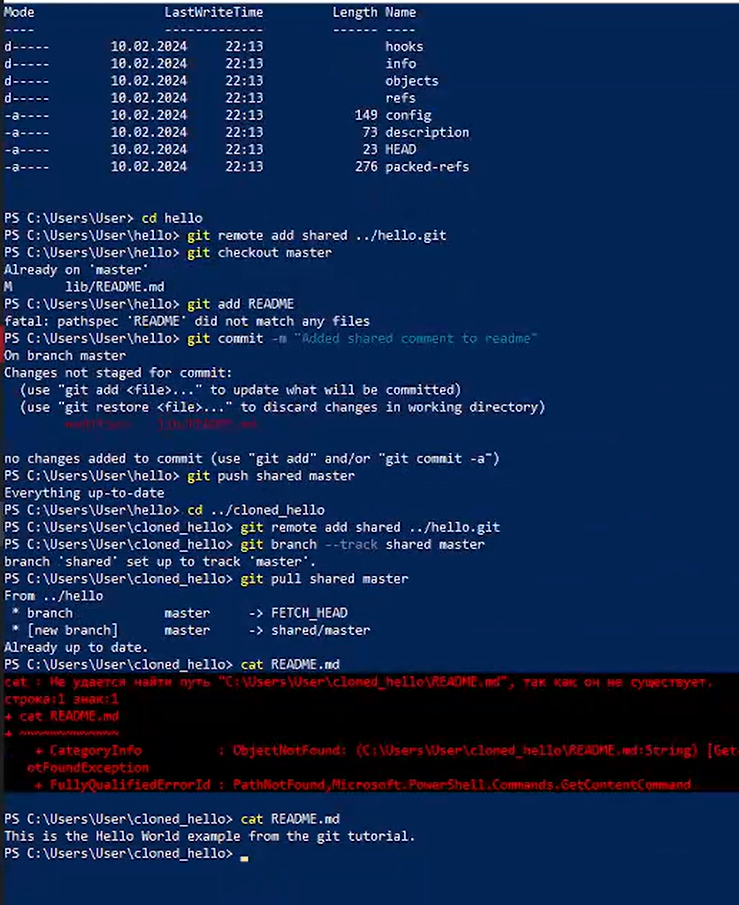 Mode LastWriteTime Length Name
---- ------------- ------ ----
d----- 10.02.2024 22:13 hooks
d----- 10.02.2024 22:13 info
d----- 10.02.2024 22:13 objects
d----- 10.02.2024 22:13 refs
-a---- 10.02.2024 22:13 149 config
-a---- 10.02.2024 22:13 73 description
-a---- 10.02.2024 22:13 23 HEAD
-a---- 10.02.2024 22:13 276 packed-refs
PS C:\Users\User> cd hello
PS C:\Users\User\hello> git remote add shared ../hello.git
PS C:\Users\User\hello> git checkout master
Already on 'master'
M lib/README.md
PS C:\Users\User\hello> git add README
fatal: pathspec 'README' did not match any files
PS C:\Users\User\hello> git commit -m "Added shared comment to readme"
On branch master
Changes not staged for commit:
(use "git add <file>..." to update what will be committed)
(use "git restore <file>..." to discard changes in working directory)
modified: lib/README.md
no changes added to commit (use "git add" and/or "git commit -a")
PS C:\Users\User\hello> git push shared master
Everything up-to-date
PS C:\Users\User\hello> cd ../cloned_hello
PS C:\Users\User\cloned_hello> git remote add shared ../hello.git
PS C:\Users\User\cloned_hello> git branch --track shared master
branch 'shared' set up to track 'master'.
PS C:\Users\User\cloned_hello> git pull shared master
From ../hello
* branch master -> FETCH_HEAD
* [new branch] master -> shared/master
Already up to date.
PS C:\Users\User\cloned_hello> cat README.md
cat : Не удается найти путь "C:\Users\User\cloned_hello\README.md", так как он не существует.
строка:1 знак:1
+ cat README.md
+ ~~~~~~~~~~~~~
+ CategoryInfo : ObjectNotFound: (C:\Users\User\cloned_hello\README.md:String) [Get-
otFoundException
+ FullyQualifiedErrorId : PathNotFound,Microsoft.PowerShell.Commands.GetContentCommand
PS C:\Users\User\cloned_hello> cat README.md
This is the Hello World example from the git tutorial.
PS C:\Users\User\cloned_hello>